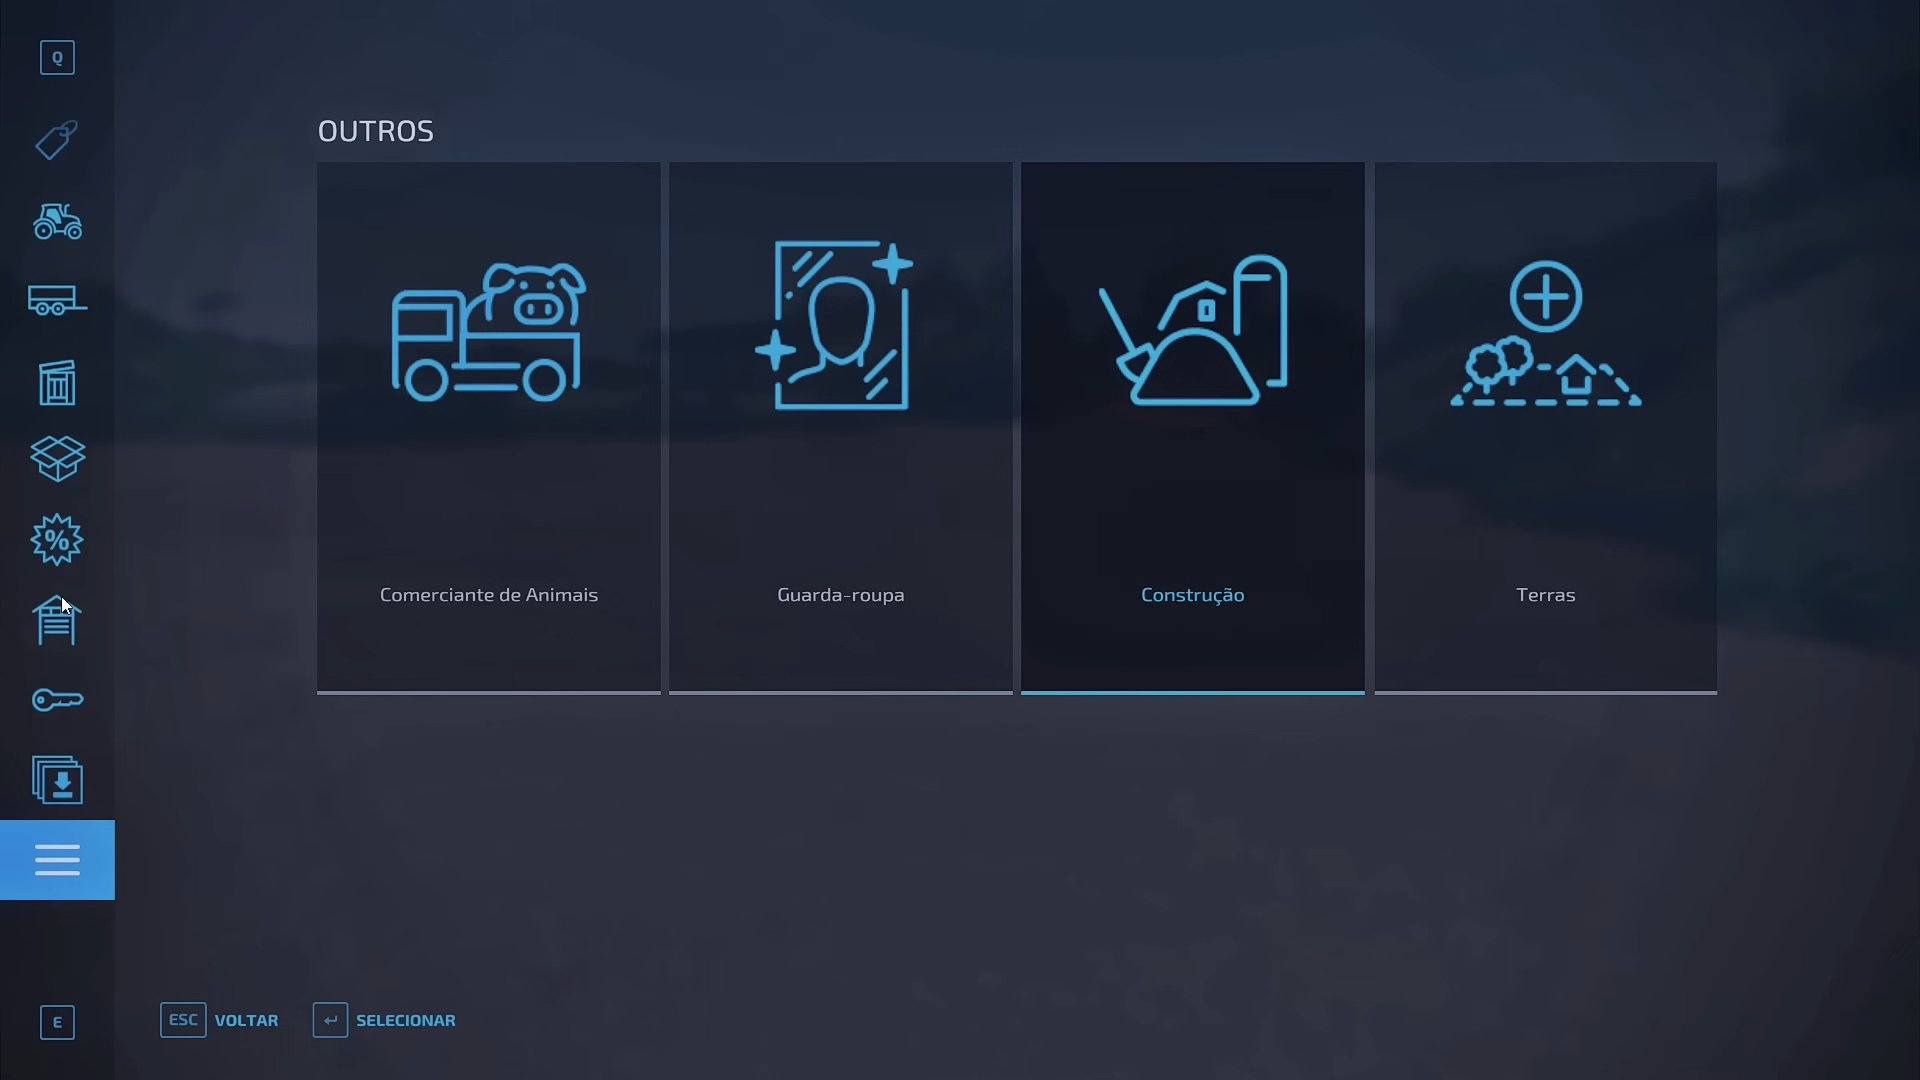 Q
OUTROS
%
Comerciante de Animais
Guarda-roupa
Construção
Terras
E
ESC VOLTAR
↵ SELECIONAR